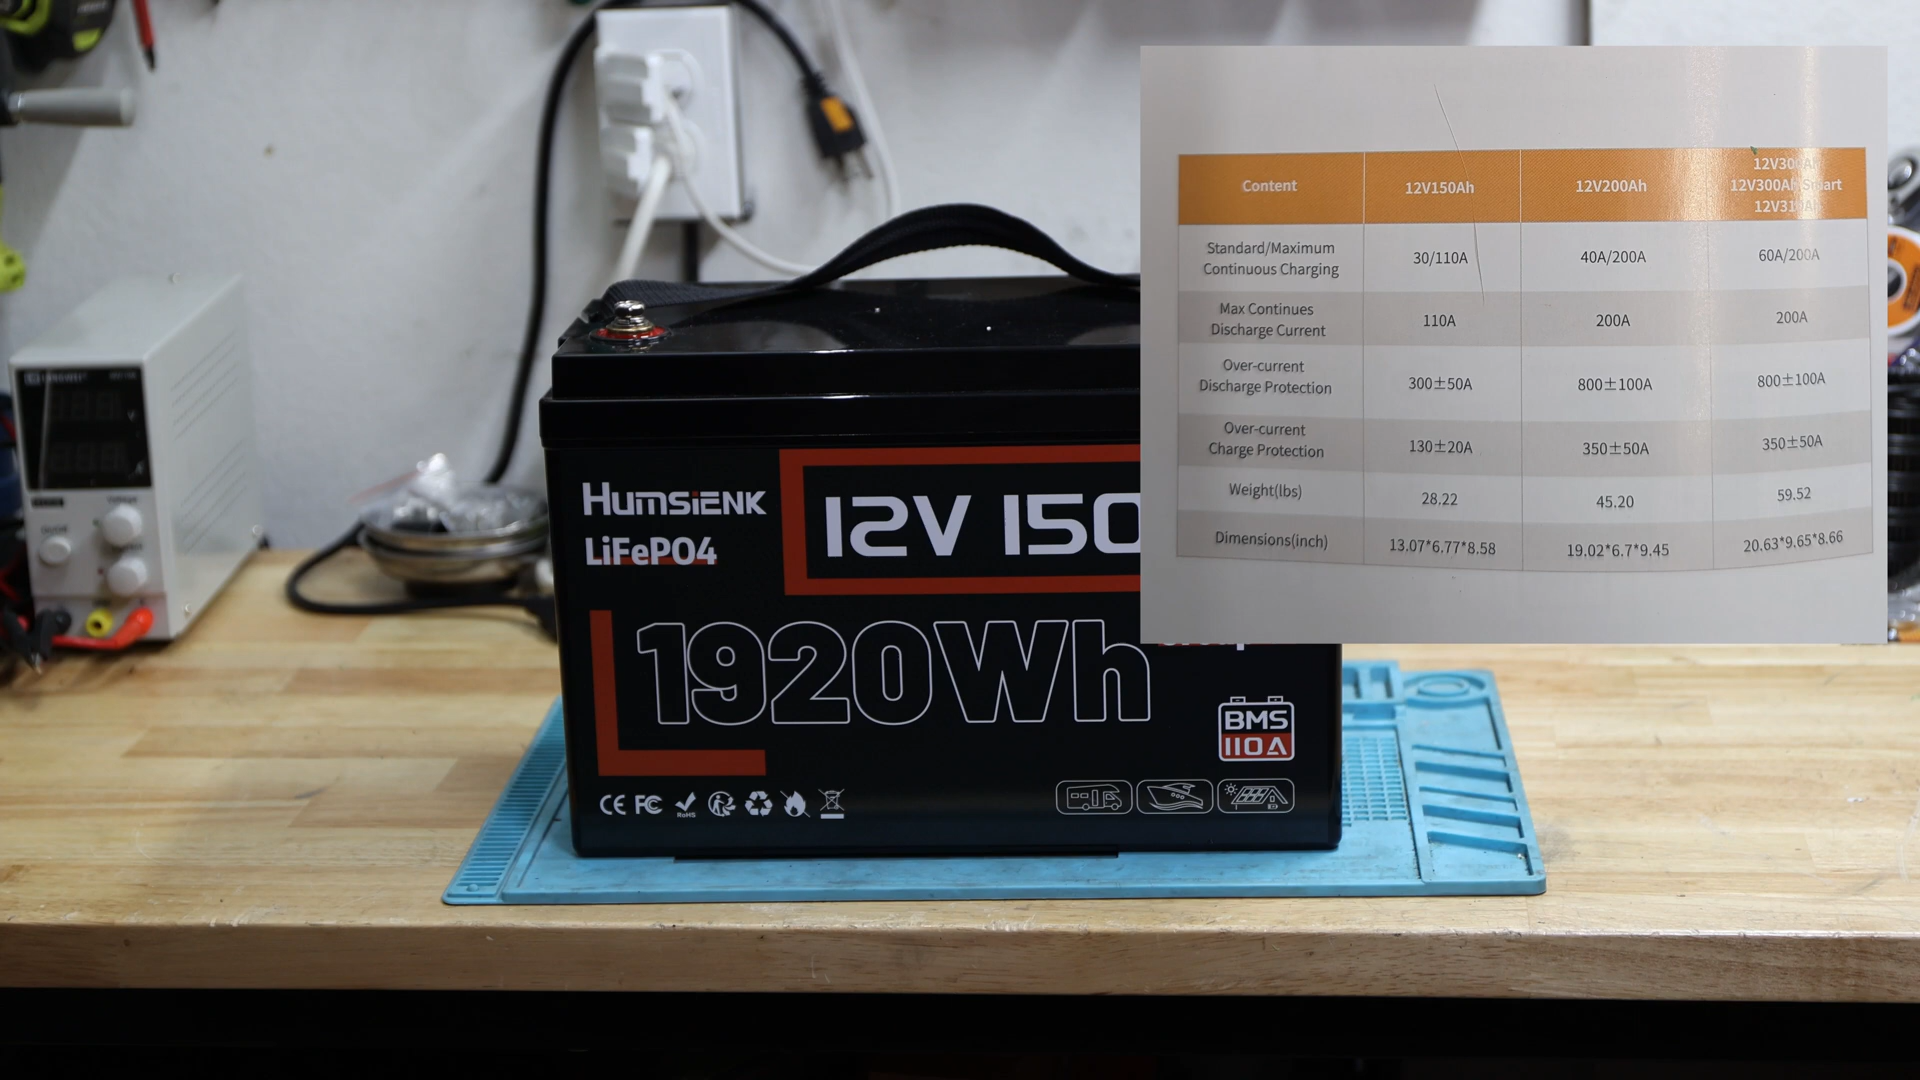 HUMSiENK
LiFePO4
12V 150
1920Wh
BMS
110A
CE FC
RoHS
Content 12V150Ah 12V200Ah 12V300Ah
12V300Ah Smart
Standard/Maximum
Continuous Charging 30/110A 40A/200A 60A/200A
Max Continues
Discharge Current 110A 200A 200A
Over-current
Discharge Protection 300±50A 800±100A 800±100A
Over-current
Charge Protection 130±20A 350±50A 350±50A
Weight(lbs) 28.22 45.20 59.52
Dimensions(inch) 13.07*6.77*8.58 19.02*6.7*9.45 20.63*9.65*8.66